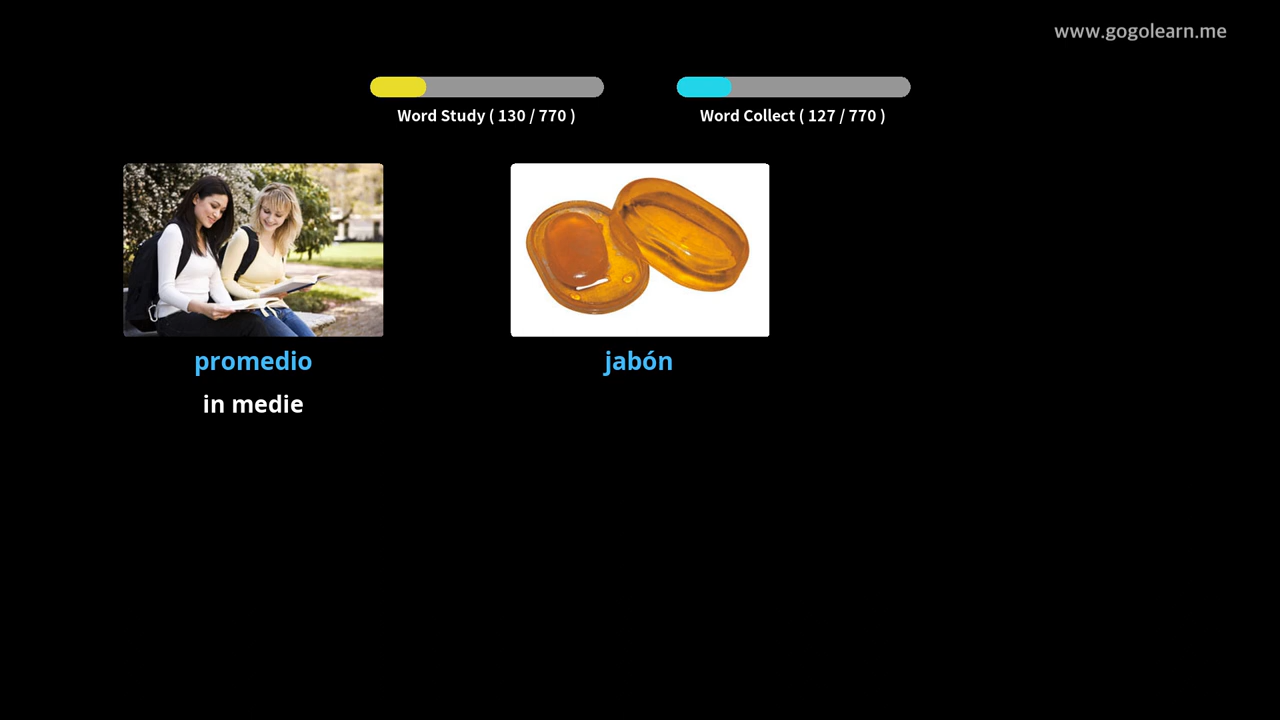 www.gogolearn.me
Word Study ( 130 / 770 )
Word Collect ( 127 / 770 )
promedio
in medie
jabón